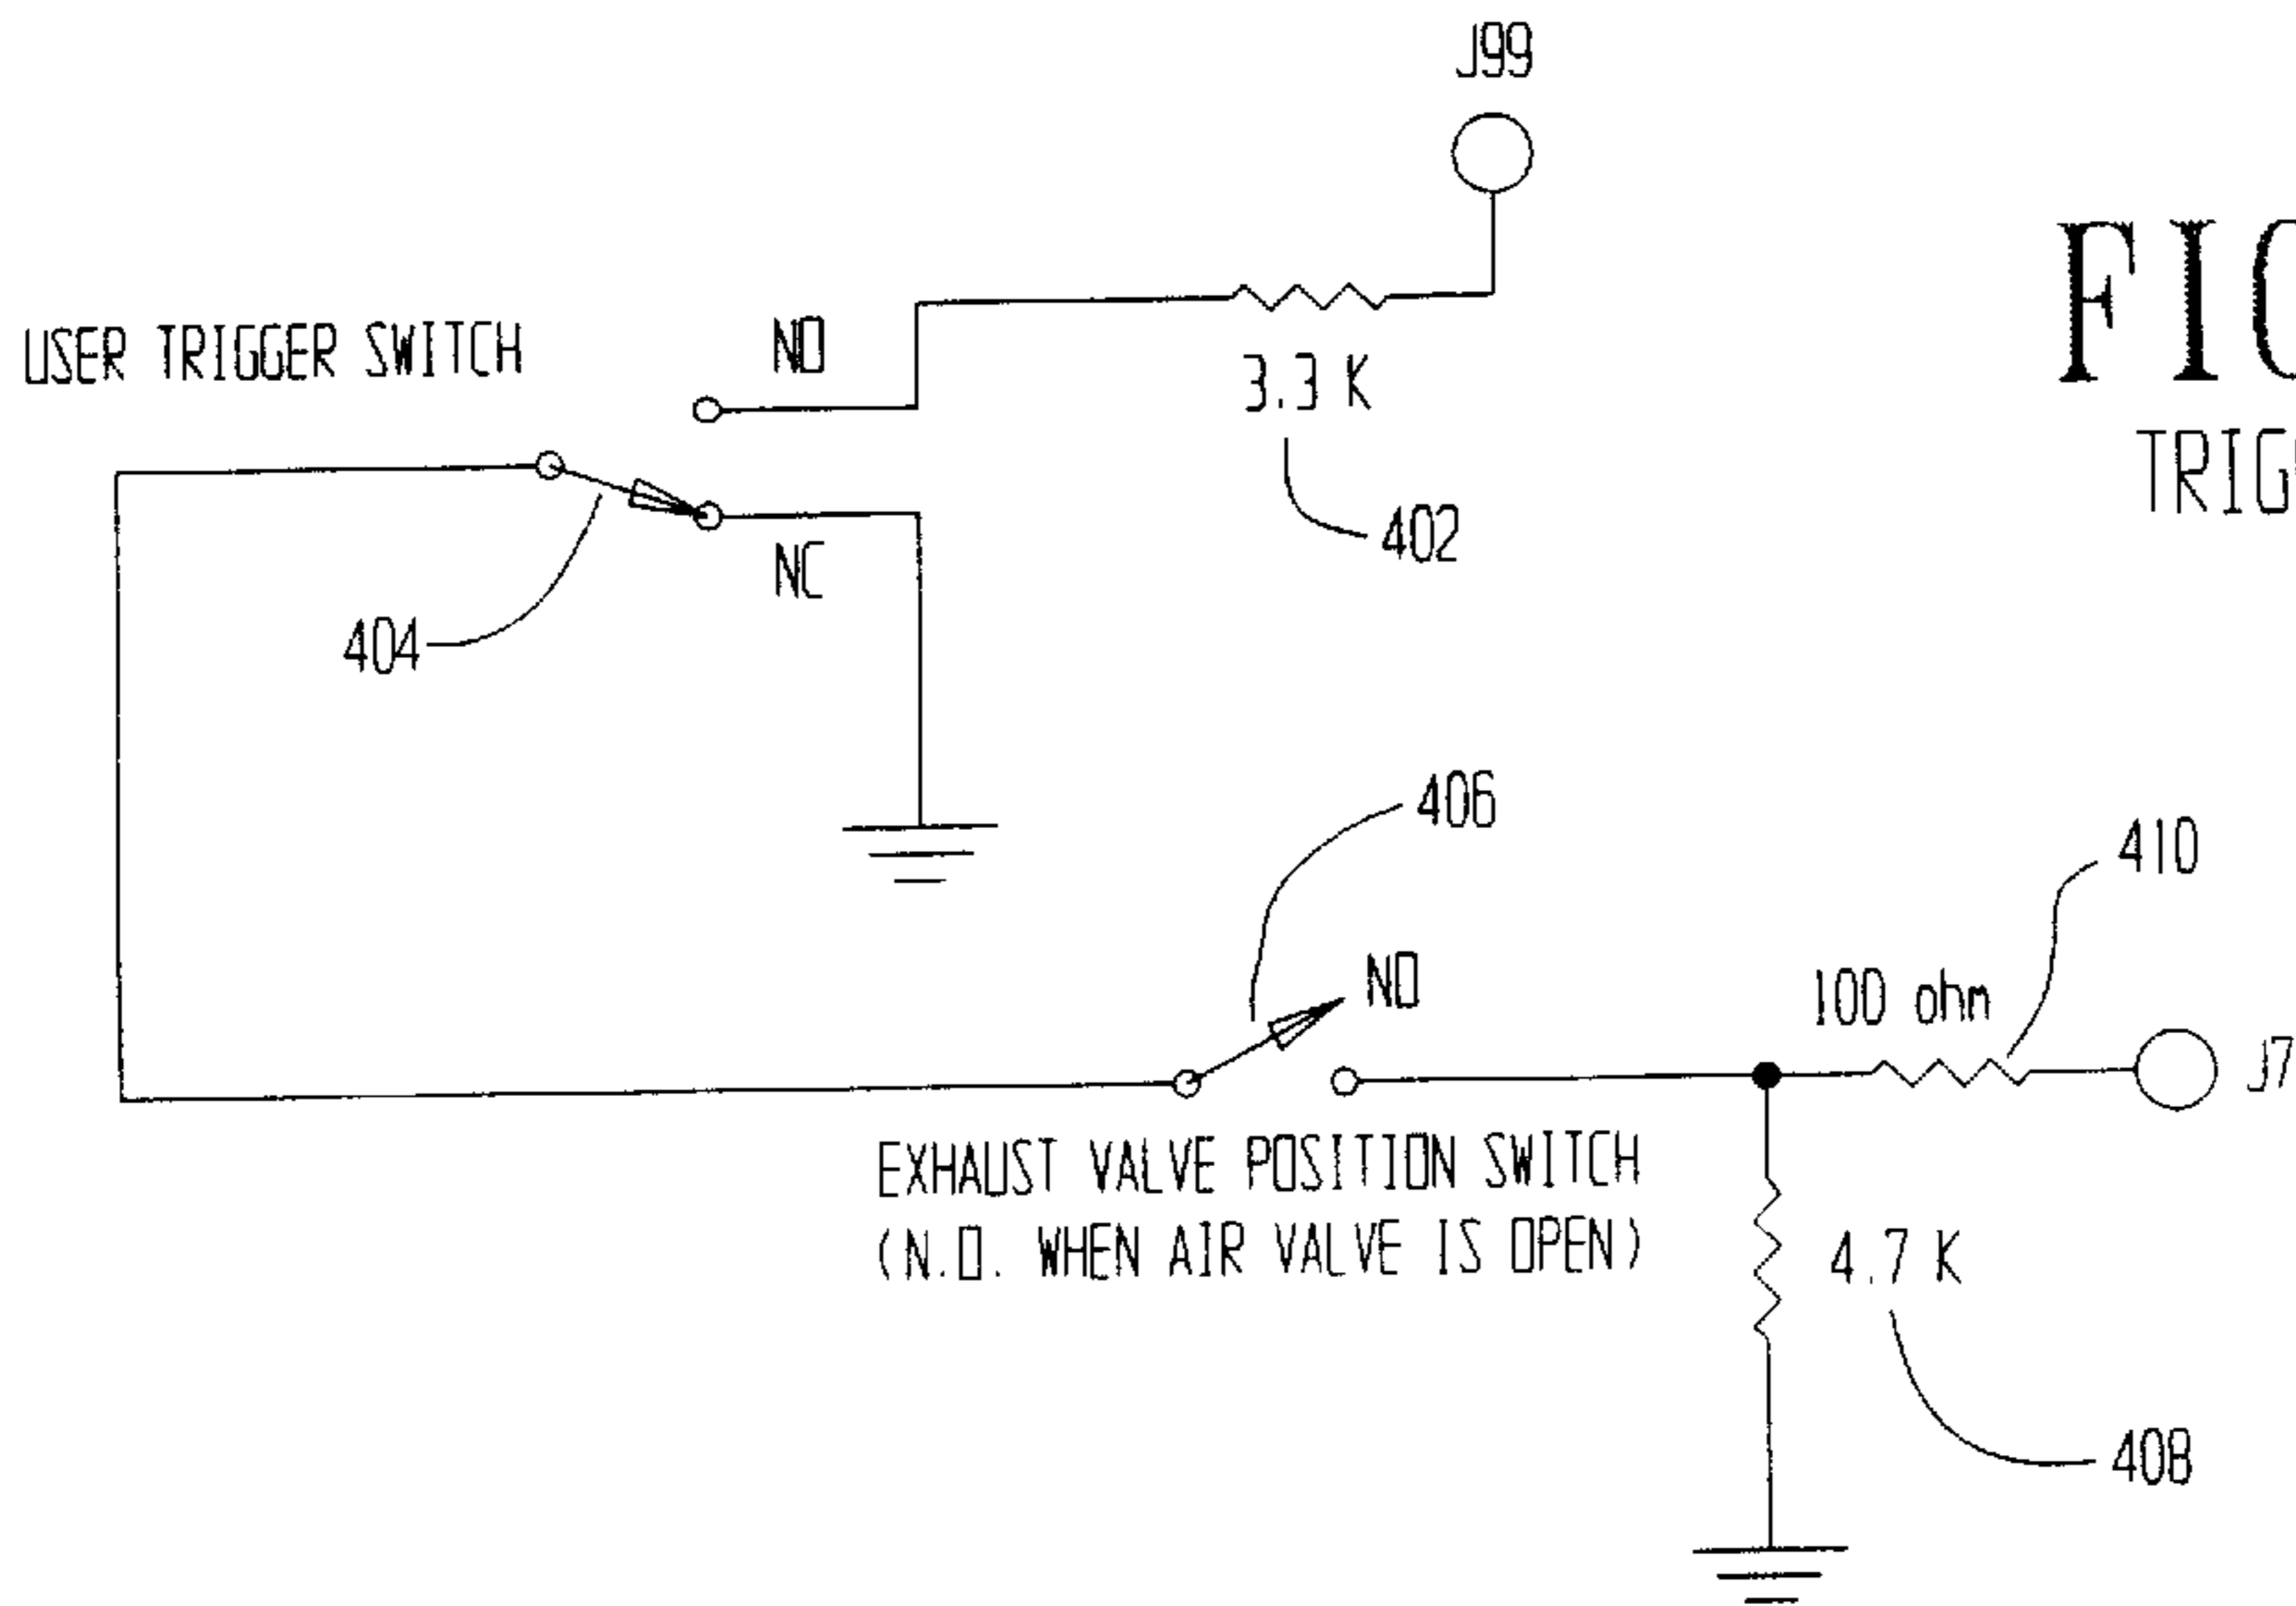 J99
USER TRIGGER SWITCH
NO
3.3 K
402
NC
404
406
410
NO
100 ohm
J7
EXHAUST VALVE POSITION SWITCH
(N.O. WHEN AIR VALVE IS OPEN)
4.7 K
408